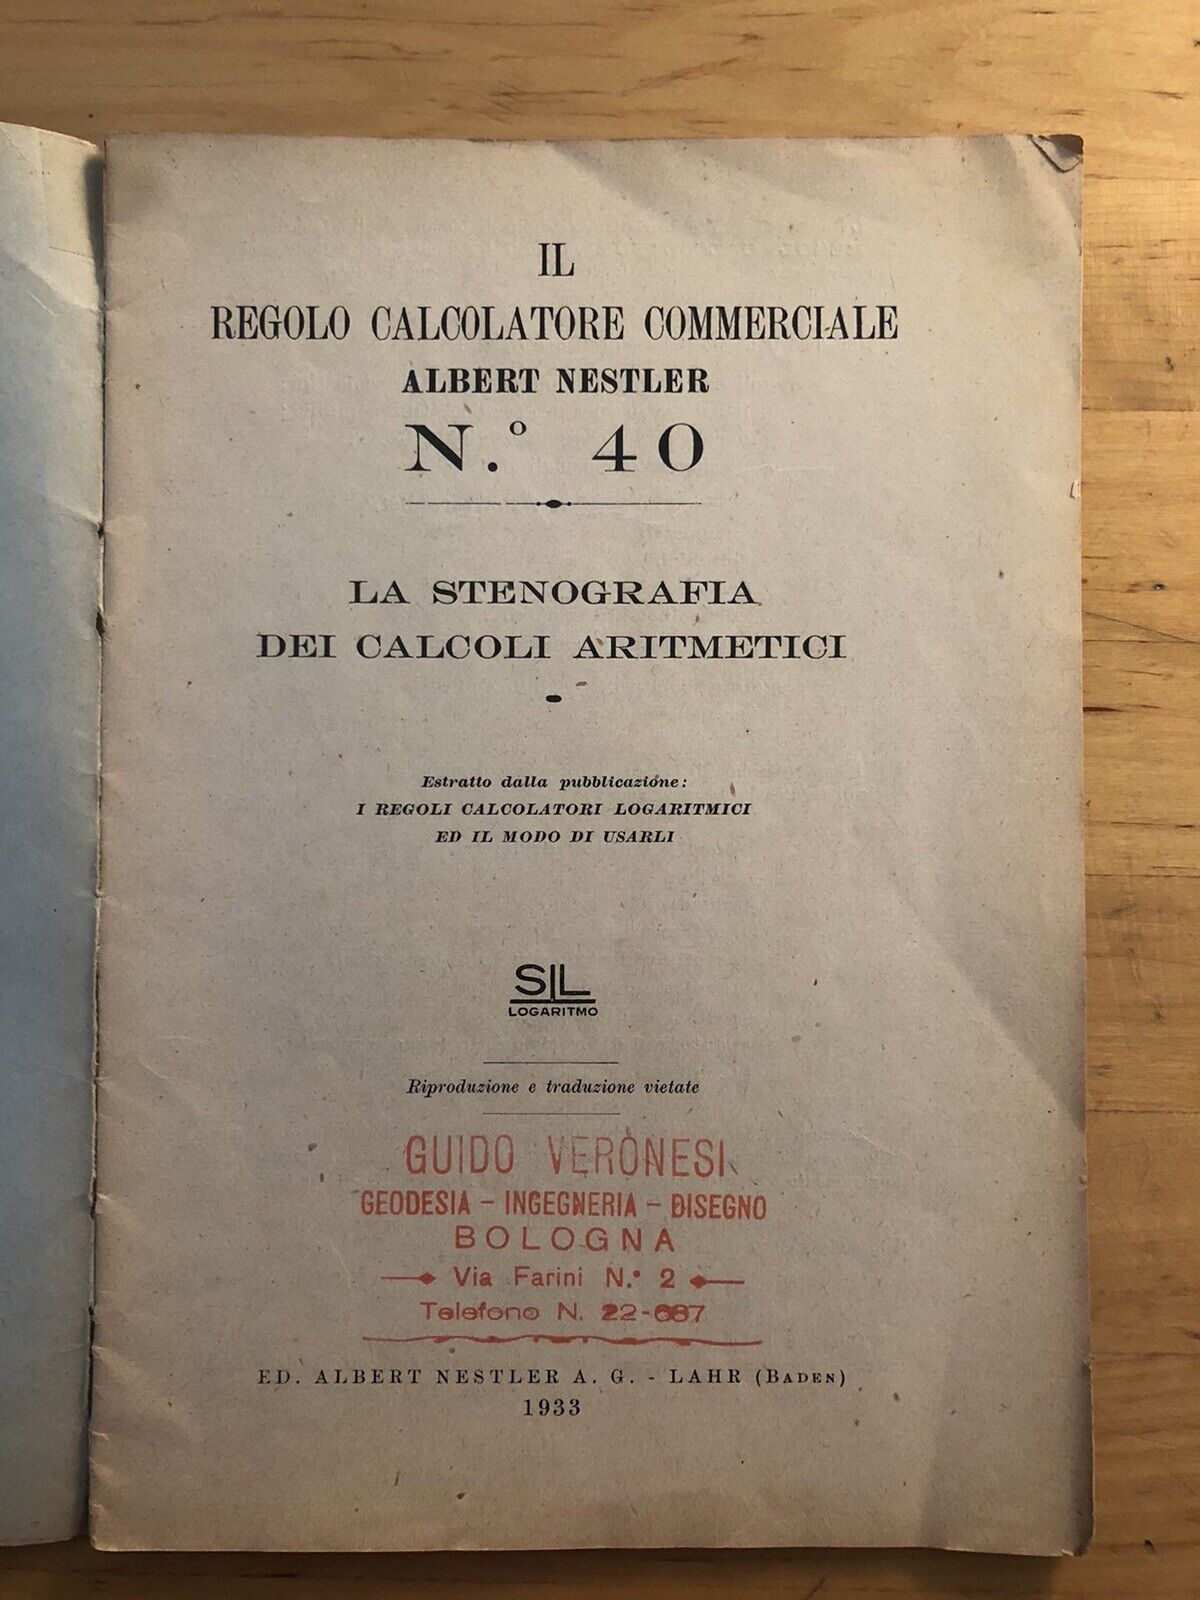 IL
REGOLO CALCOLATORE COMMERCIALE
ALBERT NESTLER
N.º 40
LA STENOGRAFIA
DEI CALCOLI ARITMETICI
Estratto dalla pubblicazione:
I REGOLI CALCOLATORI LOGARITMICI
ED IL MODO DI USARLI
SIL
LOGARITMO
Riproduzione e traduzione vietate
GUIDO VERONESI
GEODESIA - INGEGNERIA - DISEGNO
BOLOGNA
Via Farini N.º 2
Telefono N. 22-687
ED. ALBERT NESTLER A. G. - LAHR (BADEN)
1933